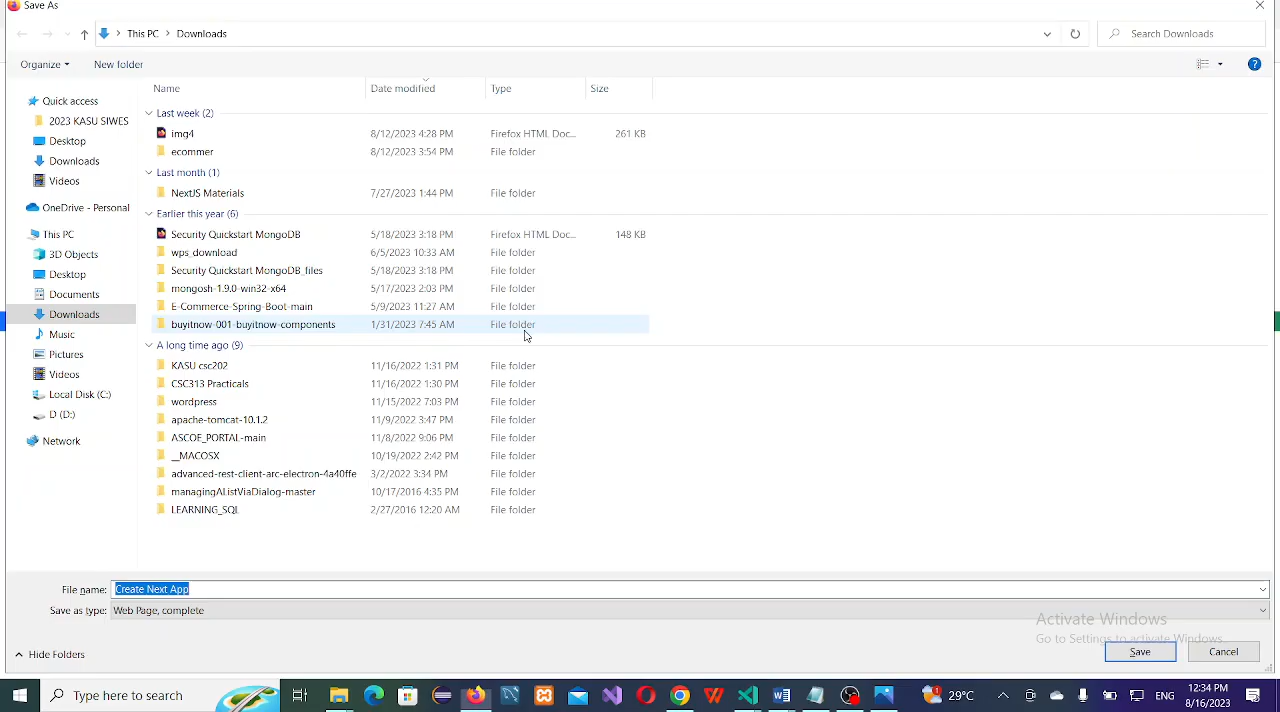 Save As
This PC > Downloads
Search Downloads
Organize
New folder
Name Date modified Type Size
Quick access
2023 KASU SIWES
Desktop
Downloads
Videos
OneDrive - Personal
This PC
3D Objects
Desktop
Documents
Downloads
Music
Pictures
Videos
Local Disk (C:)
D (D:)
Network
Last week (2)
img4 8/12/2023 4:28 PM Firefox HTML Doc... 261 KB
ecommer 8/12/2023 3:54 PM File folder
Last month (1)
NextJS Materials 7/27/2023 1:44 PM File folder
Earlier this year (6)
Security Quickstart MongoDB 5/18/2023 3:18 PM Firefox HTML Doc... 148 KB
wps_download 6/5/2023 10:33 AM File folder
Security Quickstart MongoDB_files 5/18/2023 3:18 PM File folder
mongosh-1.9.0-win32-x64 5/17/2023 2:03 PM File folder
E-Commerce-Spring-Boot-main 5/9/2023 11:27 AM File folder
buyitnow-001-buyitnow-components 1/31/2023 7:45 AM File folder
A long time ago (9)
KASU csc202 11/16/2022 1:31 PM File folder
CSC313 Practicals 11/16/2022 1:30 PM File folder
wordpress 11/15/2022 7:03 PM File folder
apache-tomcat-10.1.2 11/9/2022 3:47 PM File folder
ASCOE_PORTAL-main 11/8/2022 9:06 PM File folder
__MACOSX 10/19/2022 2:42 PM File folder
advanced-rest-client-arc-electron-4a40ffe 3/2/2022 3:34 PM File folder
managingAListViaDialog-master 10/17/2016 4:35 PM File folder
LEARNING_SQL 2/27/2016 12:20 AM File folder
File name: Create Next App
Save as type: Web Page, complete
Activate Windows
Go to Settings to activate Windows.
Hide Folders
Save
Cancel
Type here to search
29°C
ENG
12:34 PM
8/16/2023